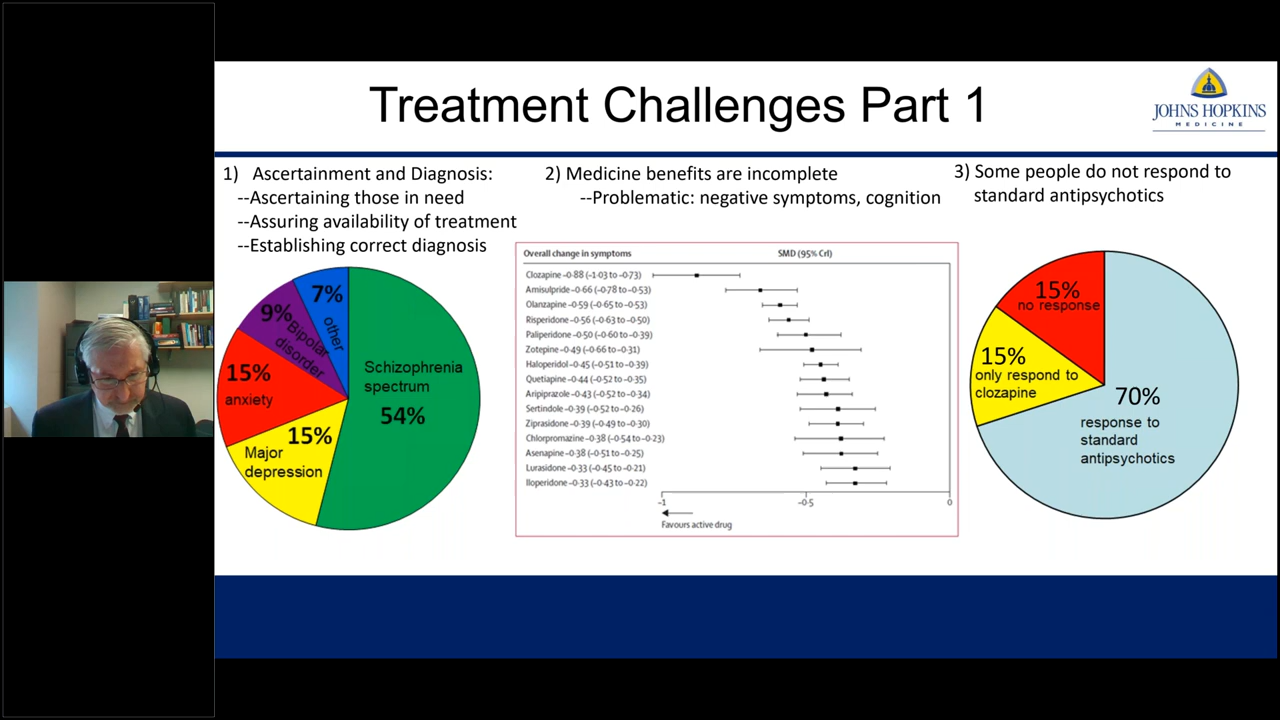 Treatment Challenges Part 1
JOHNS HOPKINS
MEDICINE
1) Ascertainment and Diagnosis:
--Ascertaining those in need
--Assuring availability of treatment
--Establishing correct diagnosis
7%
other
9%
Bipolar
disorder
15%
anxiety
15%
Major
depression
Schizophrenia
spectrum
54%
2) Medicine benefits are incomplete
--Problematic: negative symptoms, cognition
Overall change in symptoms SMD (95% CrI)
Clozapine –0·88 (–1·03 to –0·73)
Amisulpride –0·66 (–0·78 to –0·53)
Olanzapine –0·59 (–0·65 to –0·53)
Risperidone –0·56 (–0·63 to –0·50)
Paliperidone –0·50 (–0·60 to –0·39)
Zotepine –0·49 (–0·66 to –0·31)
Haloperidol –0·45 (–0·51 to –0·39)
Quetiapine –0·44 (–0·52 to –0·35)
Aripiprazole –0·43 (–0·52 to –0·34)
Sertindole –0·39 (–0·52 to –0·26)
Ziprasidone –0·39 (–0·49 to –0·30)
Chlorpromazine –0·38 (–0·54 to –0·23)
Asenapine –0·38 (–0·51 to –0·25)
Lurasidone –0·33 (–0·45 to –0·21)
Iloperidone –0·33 (–0·43 to –0·22)
–1 –0·5 0
Favours active drug
3) Some people do not respond to
standard antipsychotics
15%
no response
15%
only respond to
clozapine
70%
response to
standard
antipsychotics